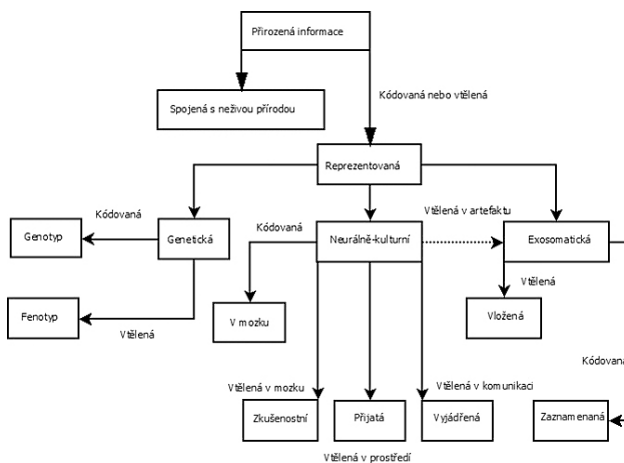 Přirozená informace
Kódovaná nebo vtělená
Spojená s neživou přírodou
Reprezentovaná
Kódovaná
Kódovaná
Vtělená v artefaktu
Genotyp
Genetická
Neurálně-kulturní
Exosomatická
Vtělená
Fenotyp
Vtělená
V mozku
Vložená
Kódovaná
Vtělená v mozku
Vtělená v komunikaci
Zkušenostní
Přijatá
Vyjádřená
Zaznamenaná
Vtělená v prostředí